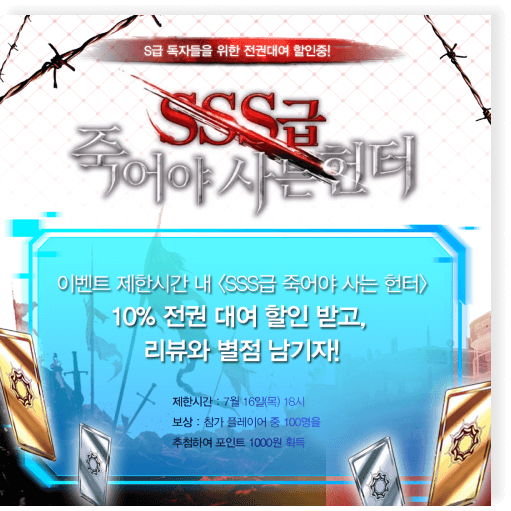 S급 독자들을 위한 전권대여 할인중!
SSS급
죽어야 사는 헌터
이벤트 제한시간 내 <SSS급 죽어야 사는 헌터>
10% 전권 대여 할인 받고,
리뷰와 별점 남기자!
제한시간 : 7월 16일(목) 18시
보상 : 참가 플레이어 중 100명을
추첨하여 포인트 1000원 획득